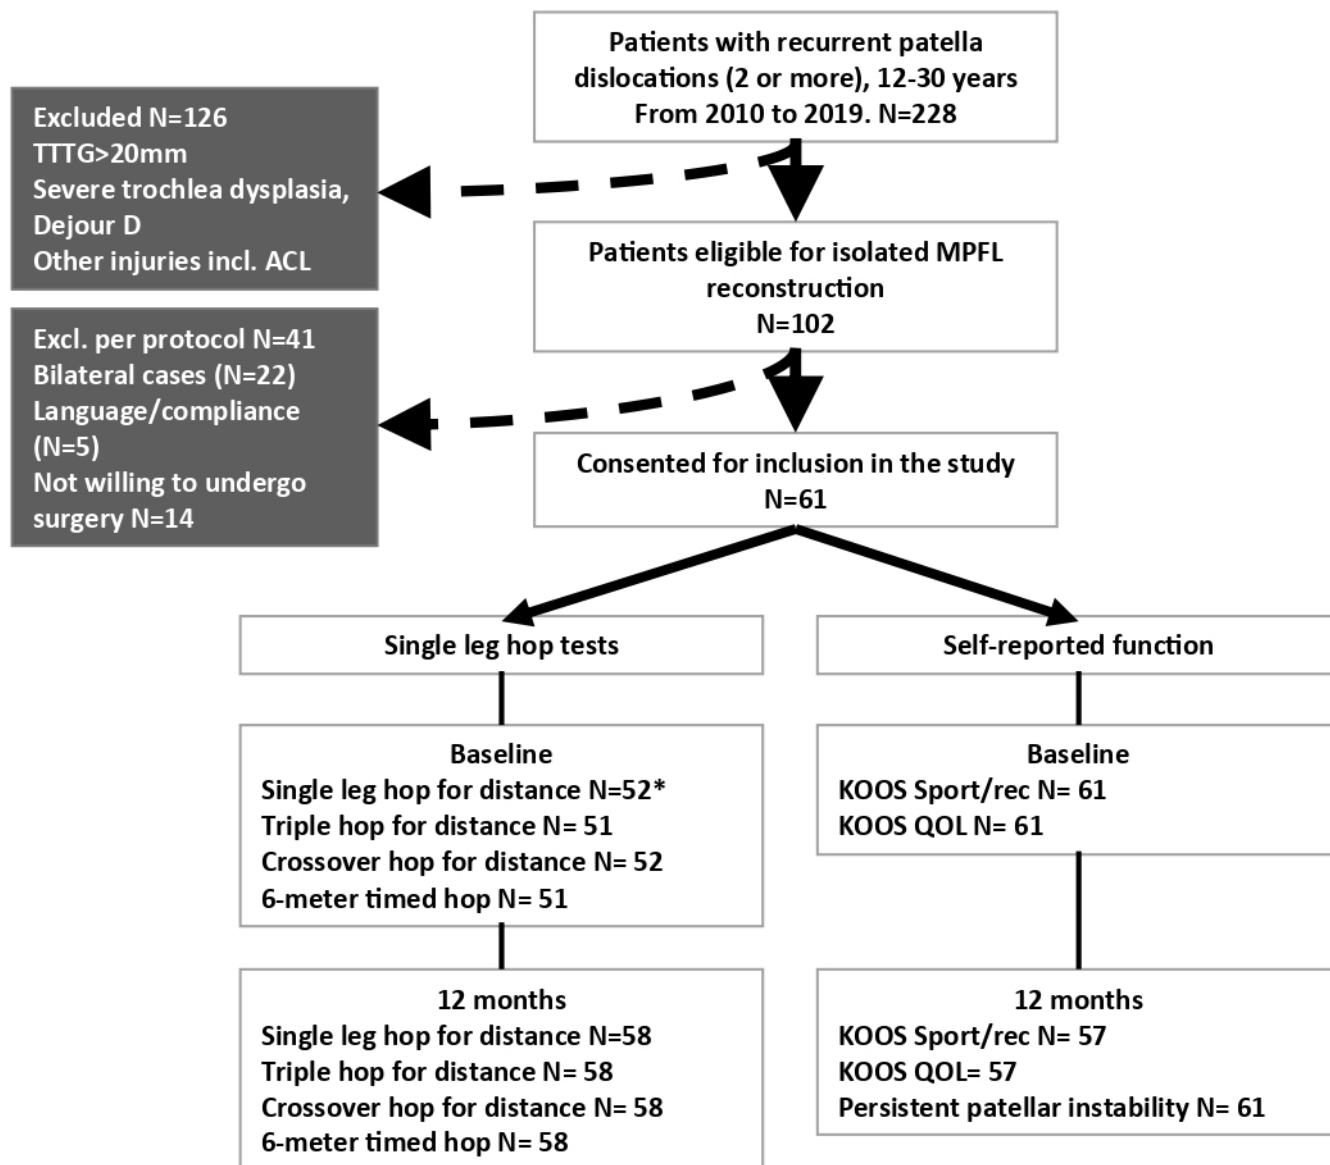 Patients with recurrent patella
dislocations (2 or more), 12-30 years
From 2010 to 2019. N=228
Excluded N=126
TTTG>20mm
Severe trochlea dysplasia,
Dejour D
Other injuries incl. ACL
Patients eligible for isolated MPFL
reconstruction
N=102
Excl. per protocol N=41
Bilateral cases (N=22)
Language/compliance
(N=5)
Not willing to undergo
surgery N=14
Consented for inclusion in the study
N=61
Single leg hop tests
Self-reported function
Baseline
Single leg hop for distance N=52*
Triple hop for distance N= 51
Crossover hop for distance N= 52
6-meter timed hop N= 51
Baseline
KOOS Sport/rec N= 61
KOOS QOL N= 61
12 months
Single leg hop for distance N=58
Triple hop for distance N= 58
Crossover hop for distance N= 58
6-meter timed hop N= 58
12 months
KOOS Sport/rec N= 57
KOOS QOL= 57
Persistent patellar instability N= 61